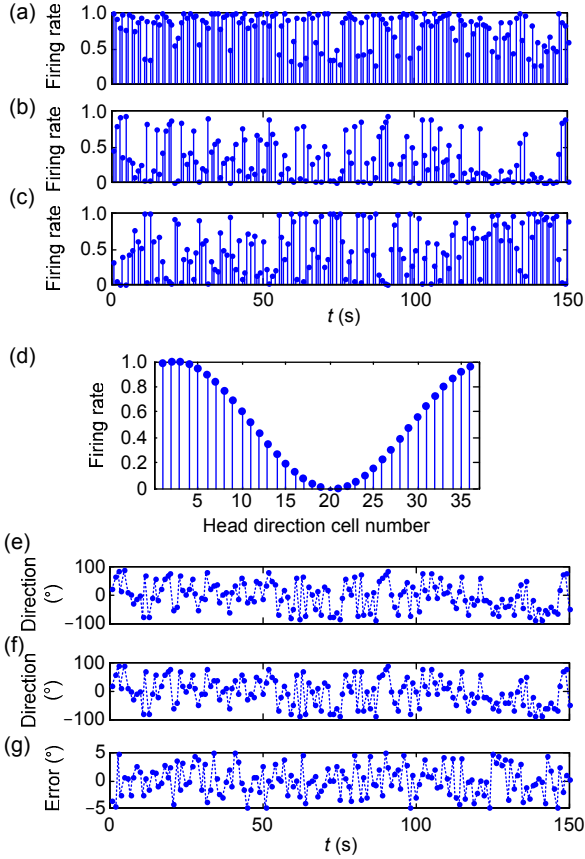 (a)
Firing rate
1.0
0.5
0
(b)
Firing rate
1.0
0.5
0
(c)
Firing rate
1.0
0.5
0
0 50 100 150
t (s)
(d)
Firing rate
1.0
0.8
0.6
0.4
0.2
0
5 10 15 20 25 30 35
Head direction cell number
(e)
Direction
(°)
100
0
−100
(f)
Direction
(°)
100
0
−100
(g)
Error (°)
5
0
−5
0 50 100 150
t (s)